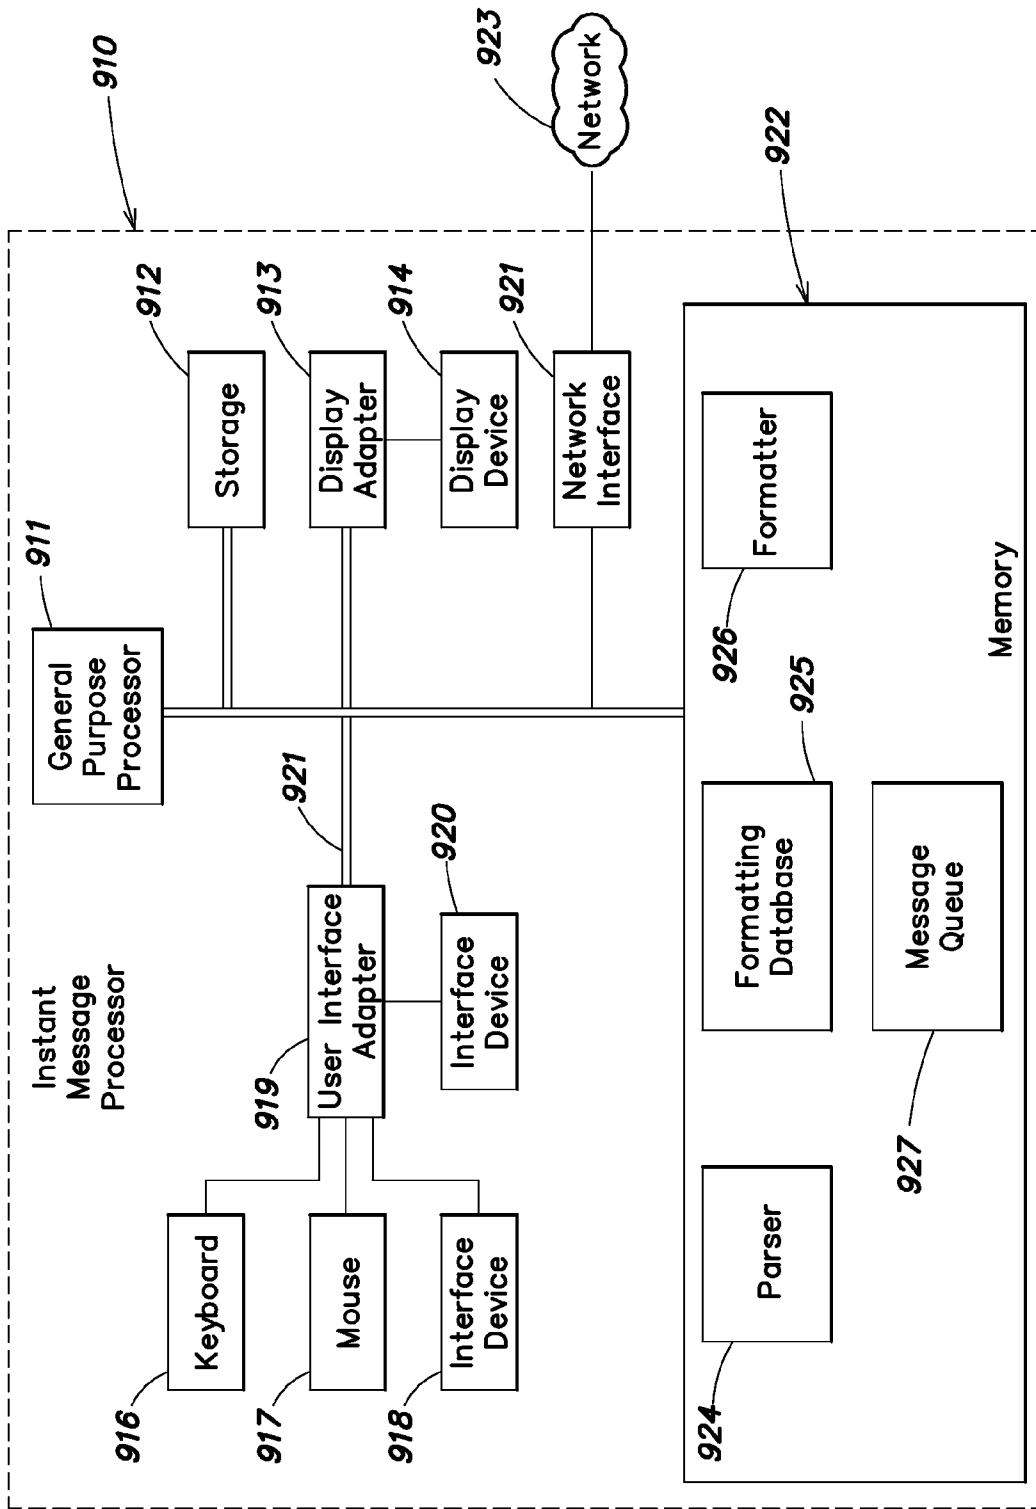 910
Instant
Message
Processor
911
General
Purpose
Processor
916
Keyboard
912
Storage
917
Mouse
919
User Interface
Adapter
921
913
Display
Adapter
918
Interface
Device
920
Interface
Device
914
Display
Device
921
Network
Interface
923
Network
922
924
Parser
925
Formatting
Database
926
Formatter
927
Message
Queue
Memory